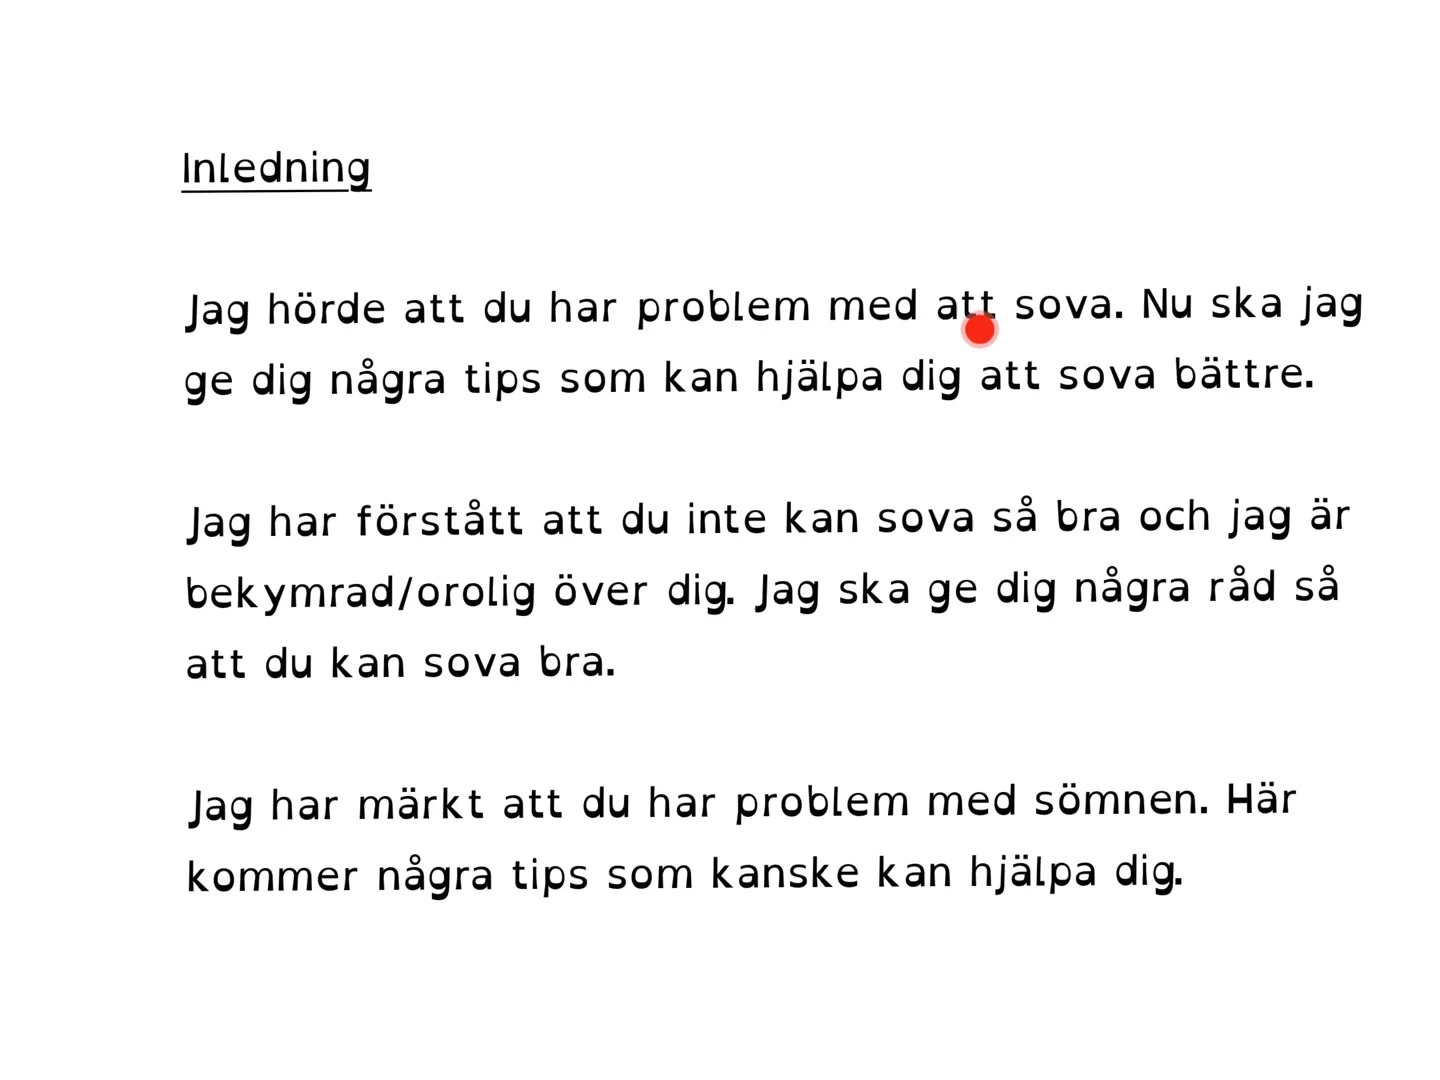 Inledning
Jag hörde att du har problem med att sova. Nu ska jag
ge dig några tips som kan hjälpa dig att sova bättre.
Jag har förstått att du inte kan sova så bra och jag är
bekymrad/orolig över dig. Jag ska ge dig några råd så
att du kan sova bra.
Jag har märkt att du har problem med sömnen. Här
kommer några tips som kanske kan hjälpa dig.